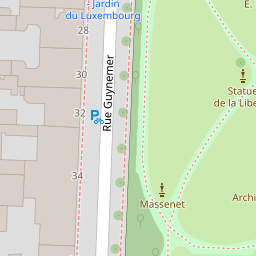 Jardin
du Luxembourg
E.
28
Rue Guynemer
30
Statue
de la Libe
32
34
Massenet
Archi